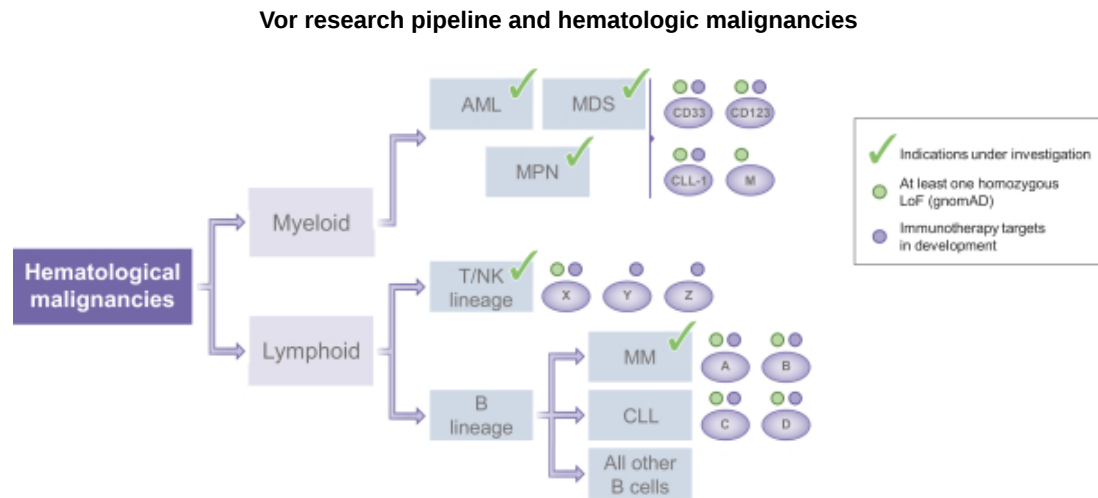 Vor research pipeline and hematologic malignancies
AML
MDS
MPN
CD33
CD123
CLL-1
M
Indications under investigation
At least one homozygous
LoF (gnomAD)
Immunotherapy targets
in development
Myeloid
Hematological
malignancies
Lymphoid
T/NK
lineage
X
Y
Z
B
lineage
MM
A
B
CLL
C
D
All other
B cells